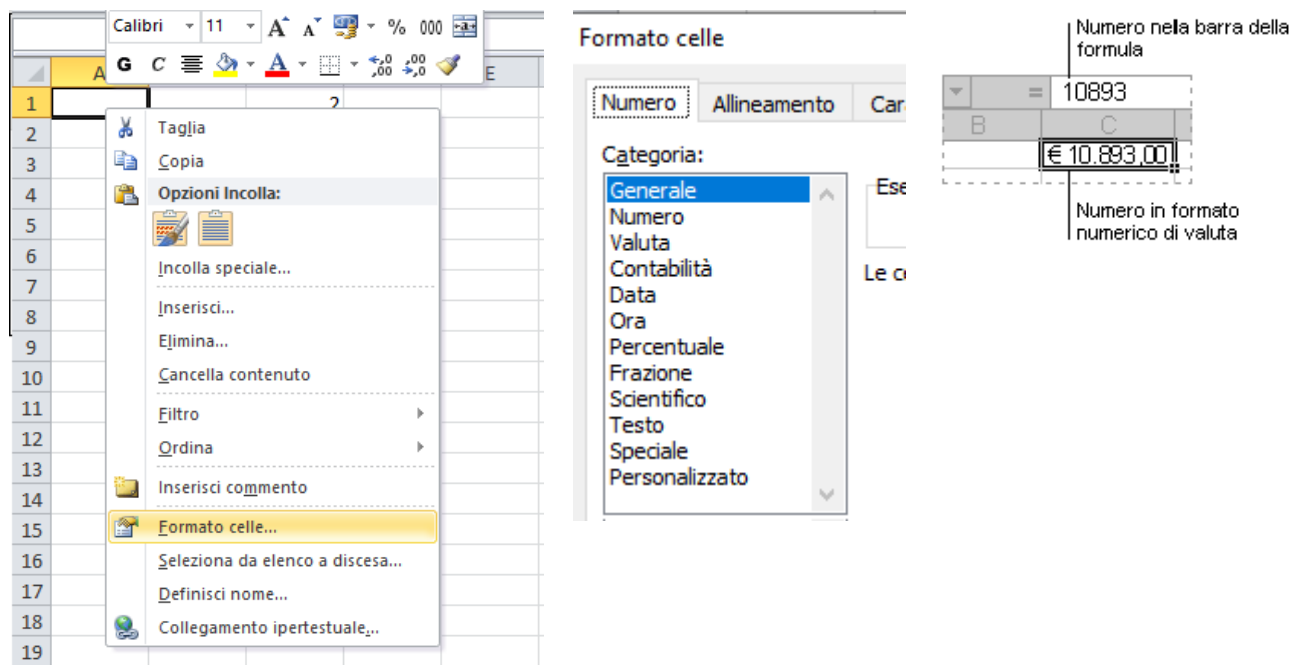 Calibri 11 A A % 000
G C A ,00 ,00 ,0
A E
1 2
2
3
4
5
6
7
8
9
10
11
12
13
14
15
16
17
18
19
Taglia
Copia
Opzioni Incolla:
Incolla speciale...
Inserisci...
Elimina...
Cancella contenuto
Filtro
Ordina
Inserisci commento
Formato celle...
Seleziona da elenco a discesa...
Definisci nome...
Collegamento ipertestuale...
Formato celle
Numero Allineamento Car
Categoria:
Generale
Numero
Valuta
Contabilità
Data
Ora
Percentuale
Frazione
Scientifico
Testo
Speciale
Personalizzato
Ese
Le c
Numero nella barra della
formula
= 10893
B C
€ 10.893,00
Numero in formato
numerico di valuta